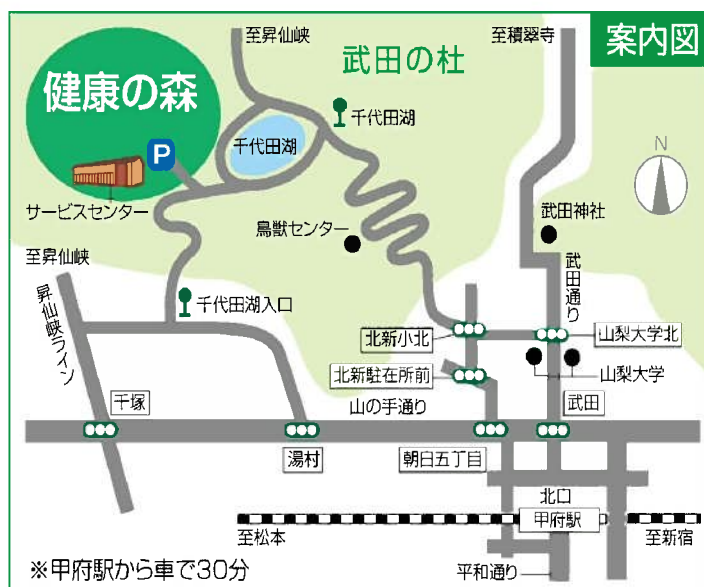 至昇仙峡
至積翠寺
案内図
武田の杜
健康の森
千代田湖
千代田湖
P
サービスセンター
N
武田神社
鳥獣センター
至昇仙峡
武田通り
昇仙峡ライン
千代田湖入口
北新小北
山梨大学北
北新駐在所前
山梨大学
千塚
山の手通り
武田
湯村
朝日五丁目
北口
甲府駅
至松本
至新宿
※甲府駅から車で30分
平和通り